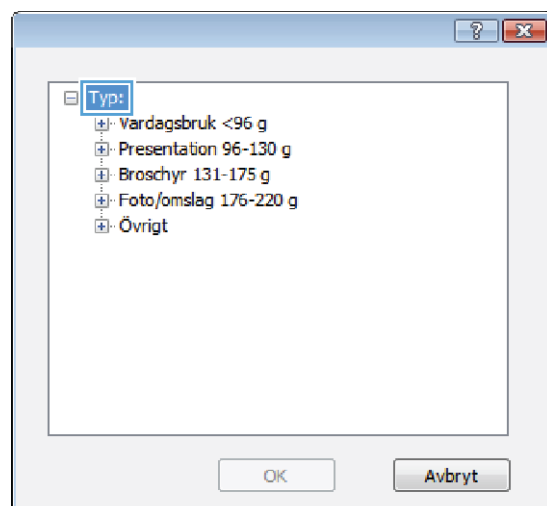 Typ:
Vardagsbruk <96 g
Presentation 96-130 g
Broschyr 131-175 g
Foto/omslag 176-220 g
Övrigt
OK
Avbryt